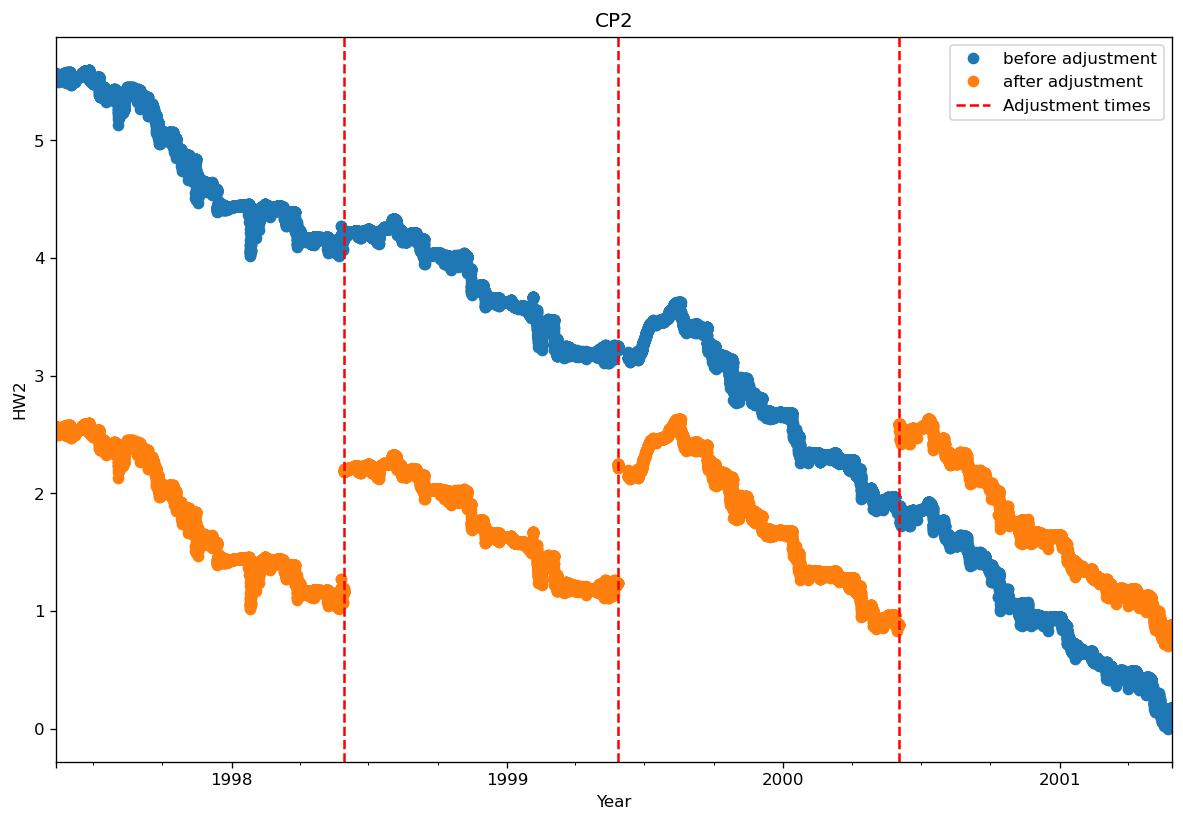 CP2
before adjustment
after adjustment
Adjustment times
HW2
5
4
3
2
1
0
1998 1999 2000 2001
Year